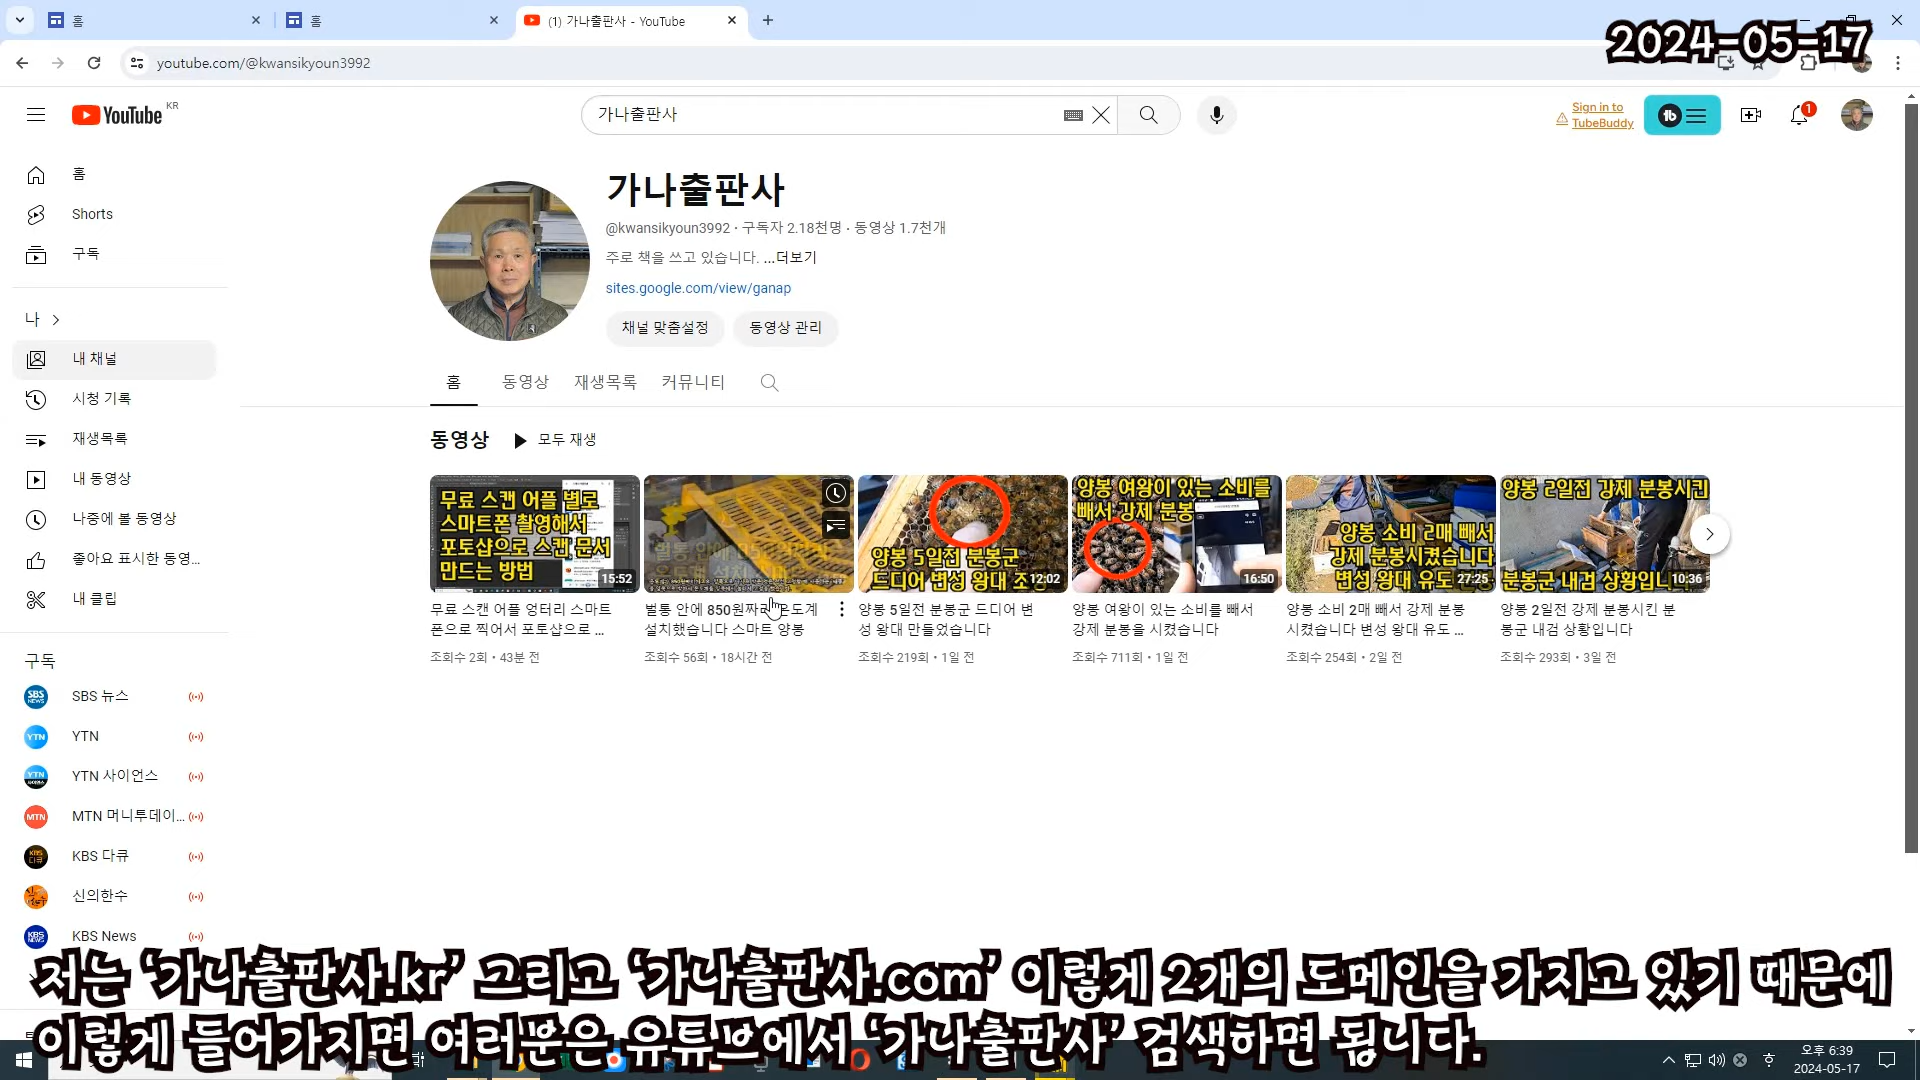 홈
홈
(1) 가나출판사 - YouTube
2024-05-17
youtube.com/@kwansikyoun3992
YouTube KR
가나출판사
Sign in to
TubeBuddy
1
홈
Shorts
구독
나
내 채널
시청 기록
재생목록
내 동영상
나중에 볼 동영상
좋아요 표시한 동영...
내 클립
구독
SBS 뉴스
YTN
YTN 사이언스
MTN 머니투데이...
KBS 다큐
신의한수
KBS News
가나출판사
@kwansikyoun3992 · 구독자 2.18천명 · 동영상 1.7천개
주로 책을 쓰고 있습니다. ...더보기
sites.google.com/view/ganap
채널 맞춤설정
동영상 관리
홈
동영상
재생목록
커뮤니티
동영상
모두 재생
무료 스캔 어플 별로
스마트폰 촬영해서
포토샵으로 스캔 문서
만드는 방법
15:52
무료 스캔 어플 엉터리 스마트
폰으로 찍어서 포토샵으로 ...
조회수 2회 • 43분 전
벌통 안에 850원짜리 온도계
설치했습니다 스마트 양봉
조회수 56회 • 18시간 전
양봉 5일전 분봉군
드디어 변성 왕대 조
12:02
양봉 5일전 분봉군 드디어 변
성 왕대 만들었습니다
조회수 219회 • 1일 전
양봉 여왕이 있는 소비를
빼서 강제 분봉
16:50
양봉 여왕이 있는 소비를 빼서
강제 분봉을 시켰습니다
조회수 711회 • 1일 전
양봉 소비 2매 빼서
강제 분봉시켰습니다
변성 왕대 유도
27:25
양봉 소비 2매 빼서 강제 분봉
시켰습니다 변성 왕대 유도 ...
조회수 254회 • 2일 전
양봉 2일전 강제 분봉시킨
분봉군 내검 상황입니
10:36
양봉 2일전 강제 분봉시킨 분
봉군 내검 상황입니다
조회수 293회 • 3일 전
저는 ‘가나출판사.kr’ 그리고 ‘가나출판사.com’ 이렇게 2개의 도메인을 가지고 있기 때문에
이렇게 들어가지면 여러분은 유튜브에서 ‘가나출판사’ 검색하면 됩니다.
오후 6:39
2024-05-17